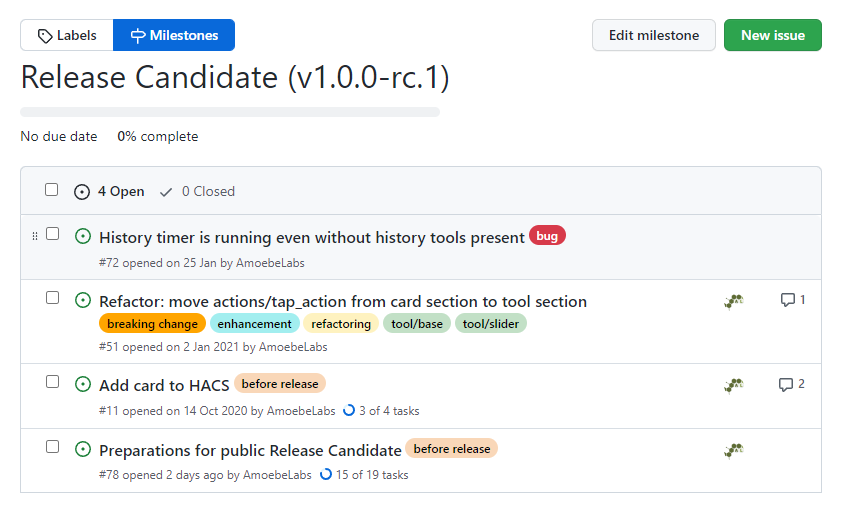 Labels Milestones Edit milestone New issue
Release Candidate (v1.0.0-rc.1)
No due date 0% complete
4 Open 0 Closed
History timer is running even without history tools present bug
#72 opened on 25 Jan by AmoebeLabs
Refactor: move actions/tap_action from card section to tool section 1
breaking change enhancement refactoring tool/base tool/slider
#51 opened on 2 Jan 2021 by AmoebeLabs
Add card to HACS before release 2
#11 opened on 14 Oct 2020 by AmoebeLabs 3 of 4 tasks
Preparations for public Release Candidate before release
#78 opened 2 days ago by AmoebeLabs 15 of 19 tasks